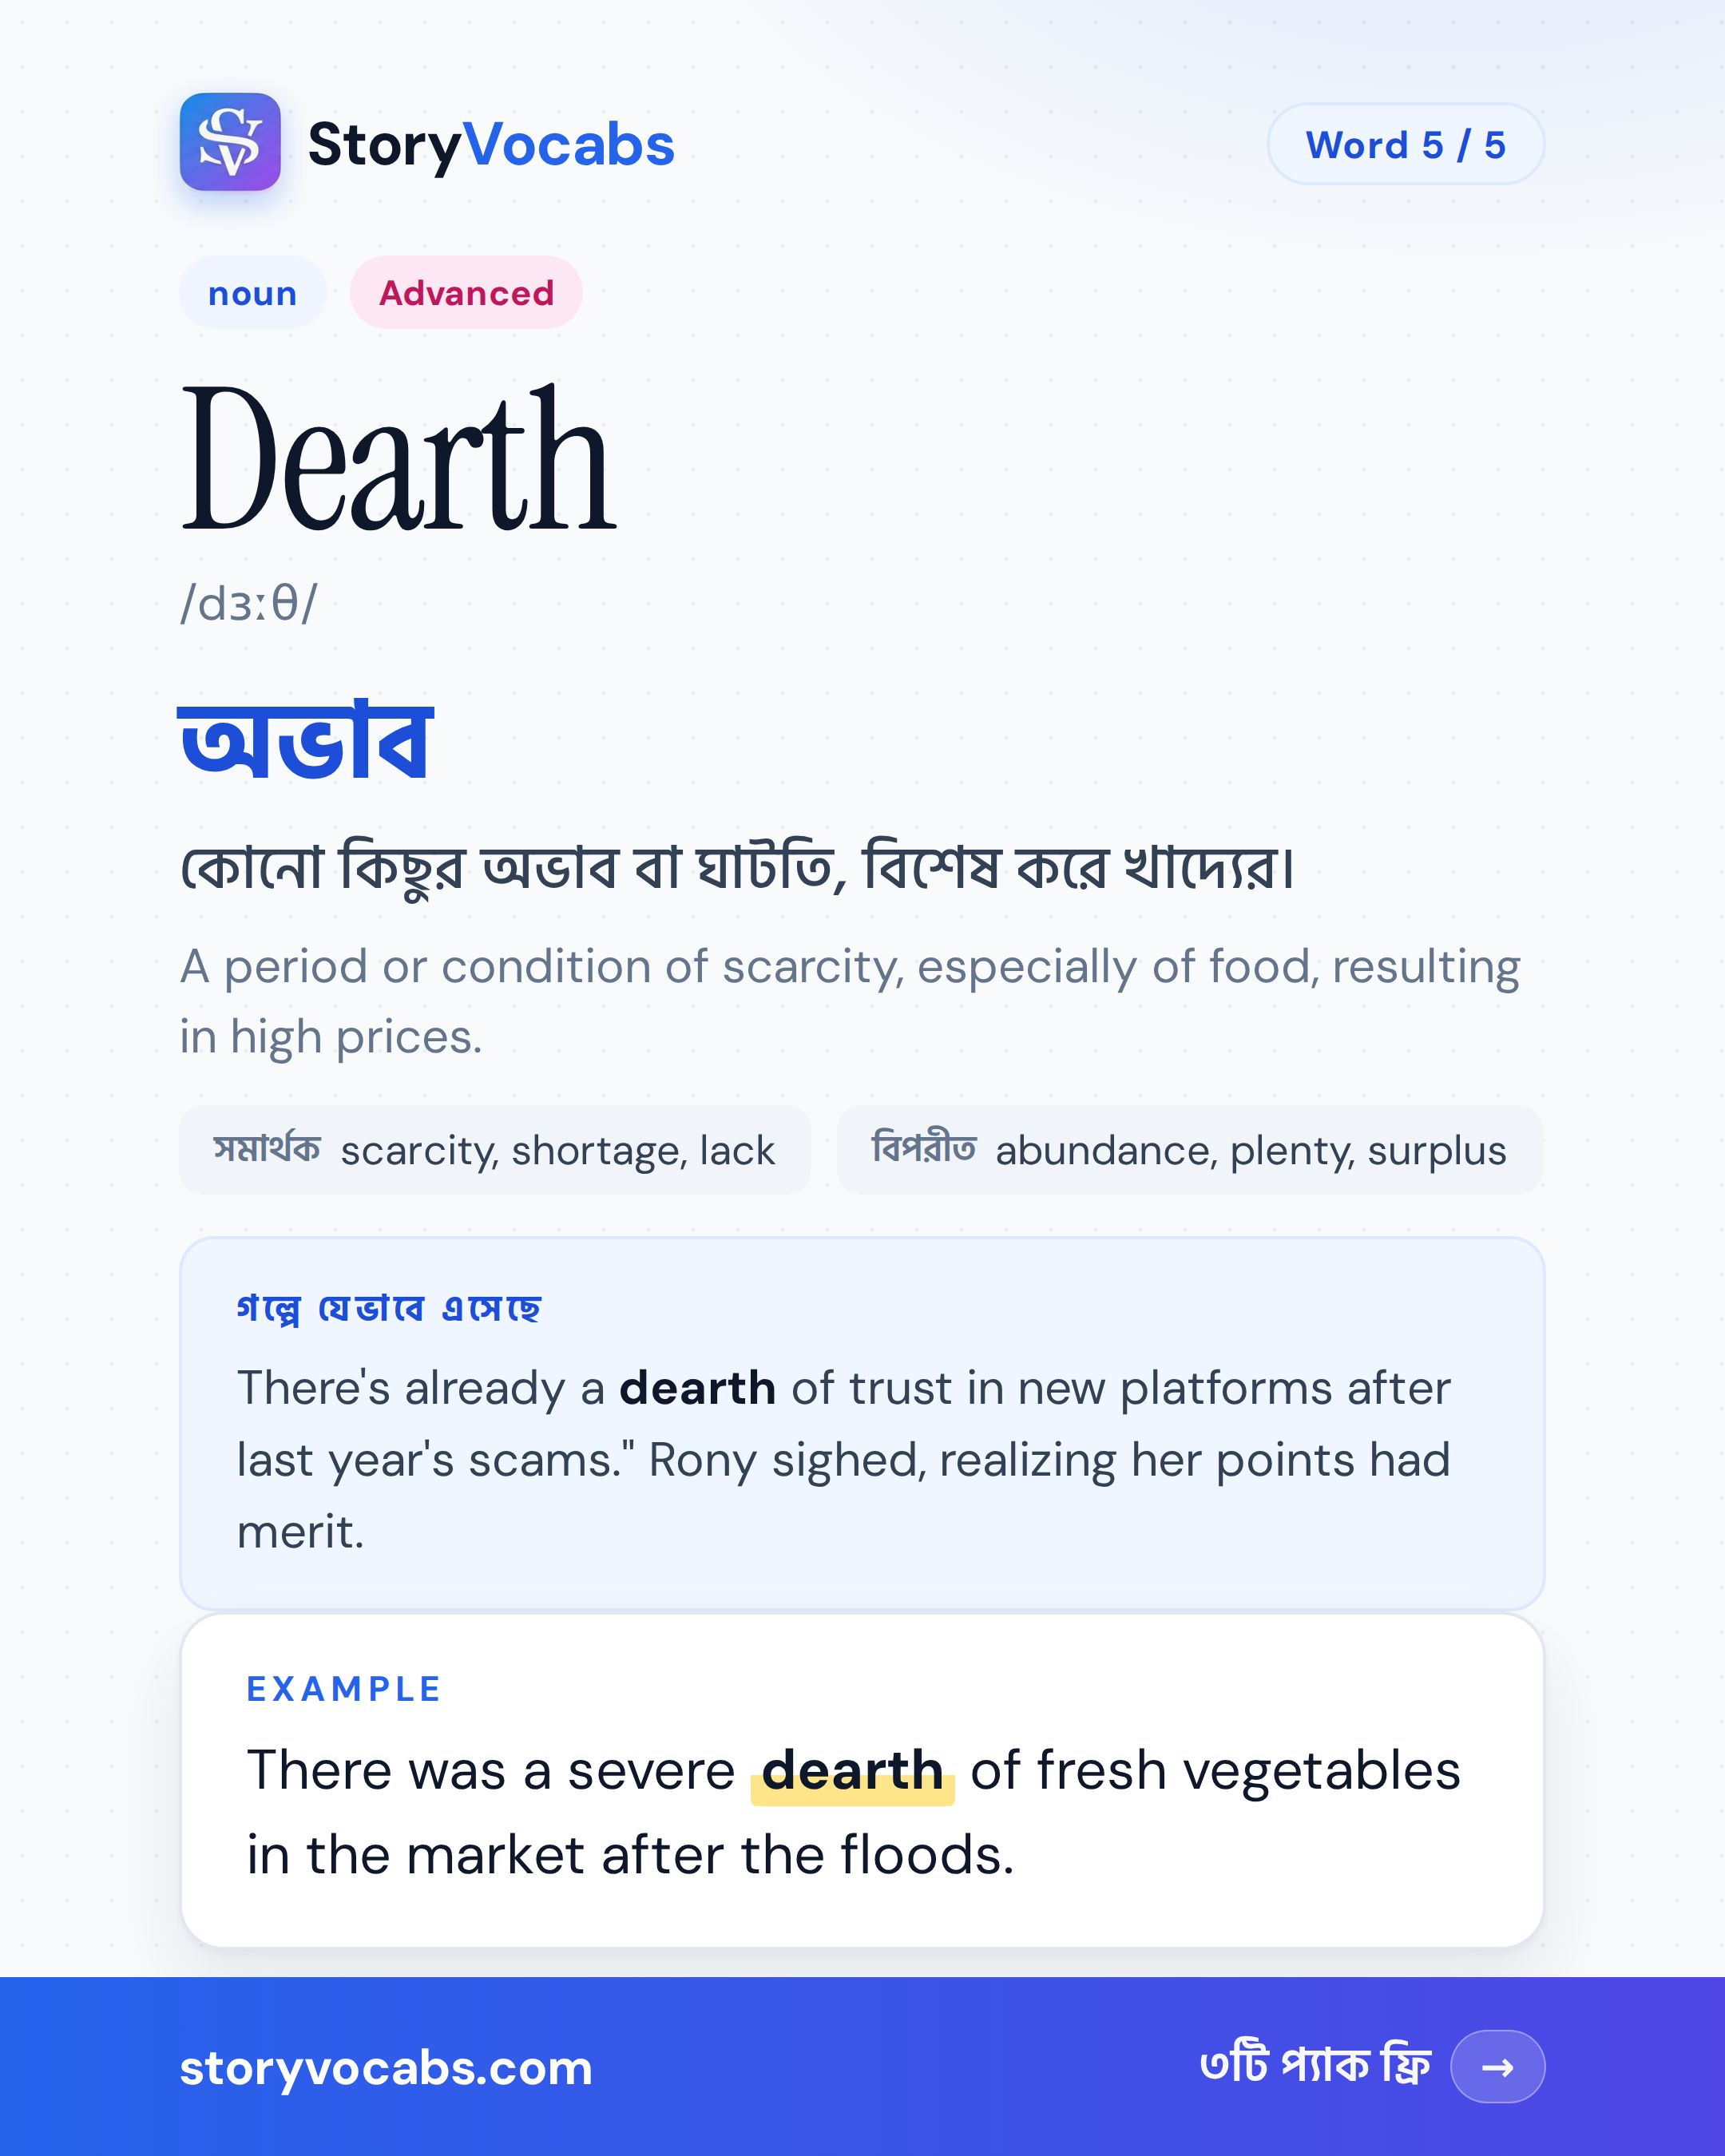 StoryVocabs
Word 5 / 5
noun
Advanced
Dearth
/dɜːθ/
অভাব
কোনো কিছুর অভাব বা ঘাটতি, বিশেষ করে খাদ্যের।
A period or condition of scarcity, especially of food, resulting
in high prices.
সমার্থক scarcity, shortage, lack
বিপরীত abundance, plenty, surplus
গল্পে যেভাবে এসেছে
There's already a dearth of trust in new platforms after
last year's scams." Rony sighed, realizing her points had
merit.
EXAMPLE
There was a severe dearth of fresh vegetables
in the market after the floods.
storyvocabs.com
৩টি প্যাক ফ্রি →